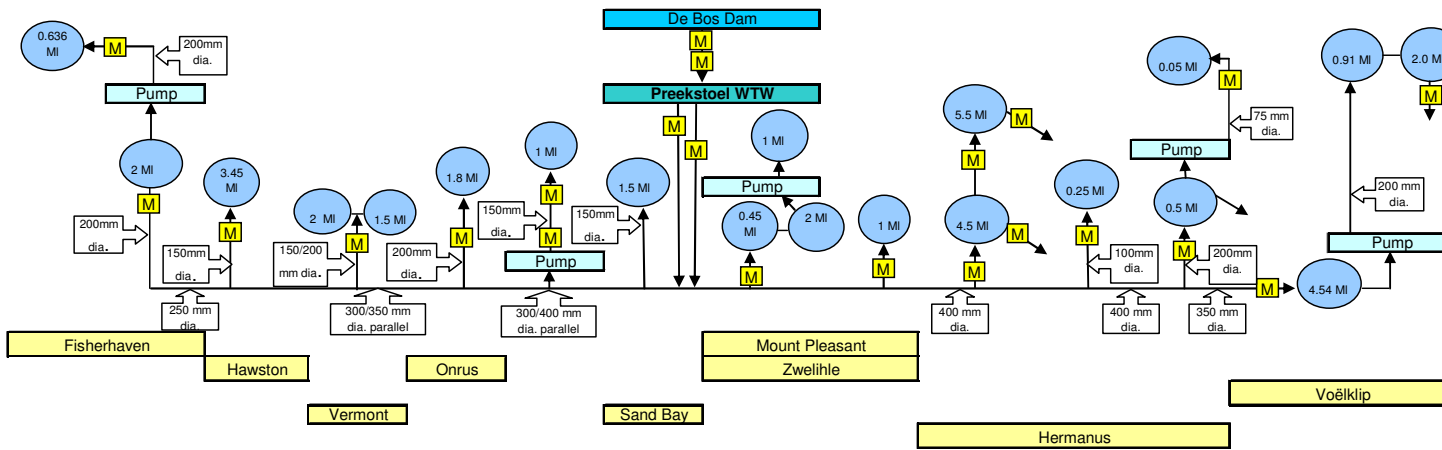 De Bos Dam
M
M
Preekstoel WTW
M
M
0.636
Ml
M
200mm
dia.
Pump
2 Ml
M
200mm
dia.
3.45
Ml
M
150mm
dia.
250 mm
dia.
2 Ml
1.5 Ml
M
150/200
mm dia.
300/350 mm
dia. parallel
1.8 Ml
M
200mm
dia.
1 Ml
M
150mm
dia.
M
Pump
300/400 mm
dia. parallel
1.5 Ml
150mm
dia.
1 Ml
Pump
0.45
Ml
2 Ml
M
1 Ml
M
5.5 Ml
M
M
4.5 Ml
M
M
400 mm
dia.
0.25 Ml
M
100mm
dia.
400 mm
dia.
0.05 Ml
M
75 mm
dia.
Pump
0.5 Ml
M
200mm
dia.
350 mm
dia.
M
0.91 Ml
2.0 M
M
200 mm
dia.
Pump
4.54 Ml
Fisherhaven
Hawston
Vermont
Onrus
Sand Bay
Mount Pleasant
Zwelihle
Hermanus
Voëlklip